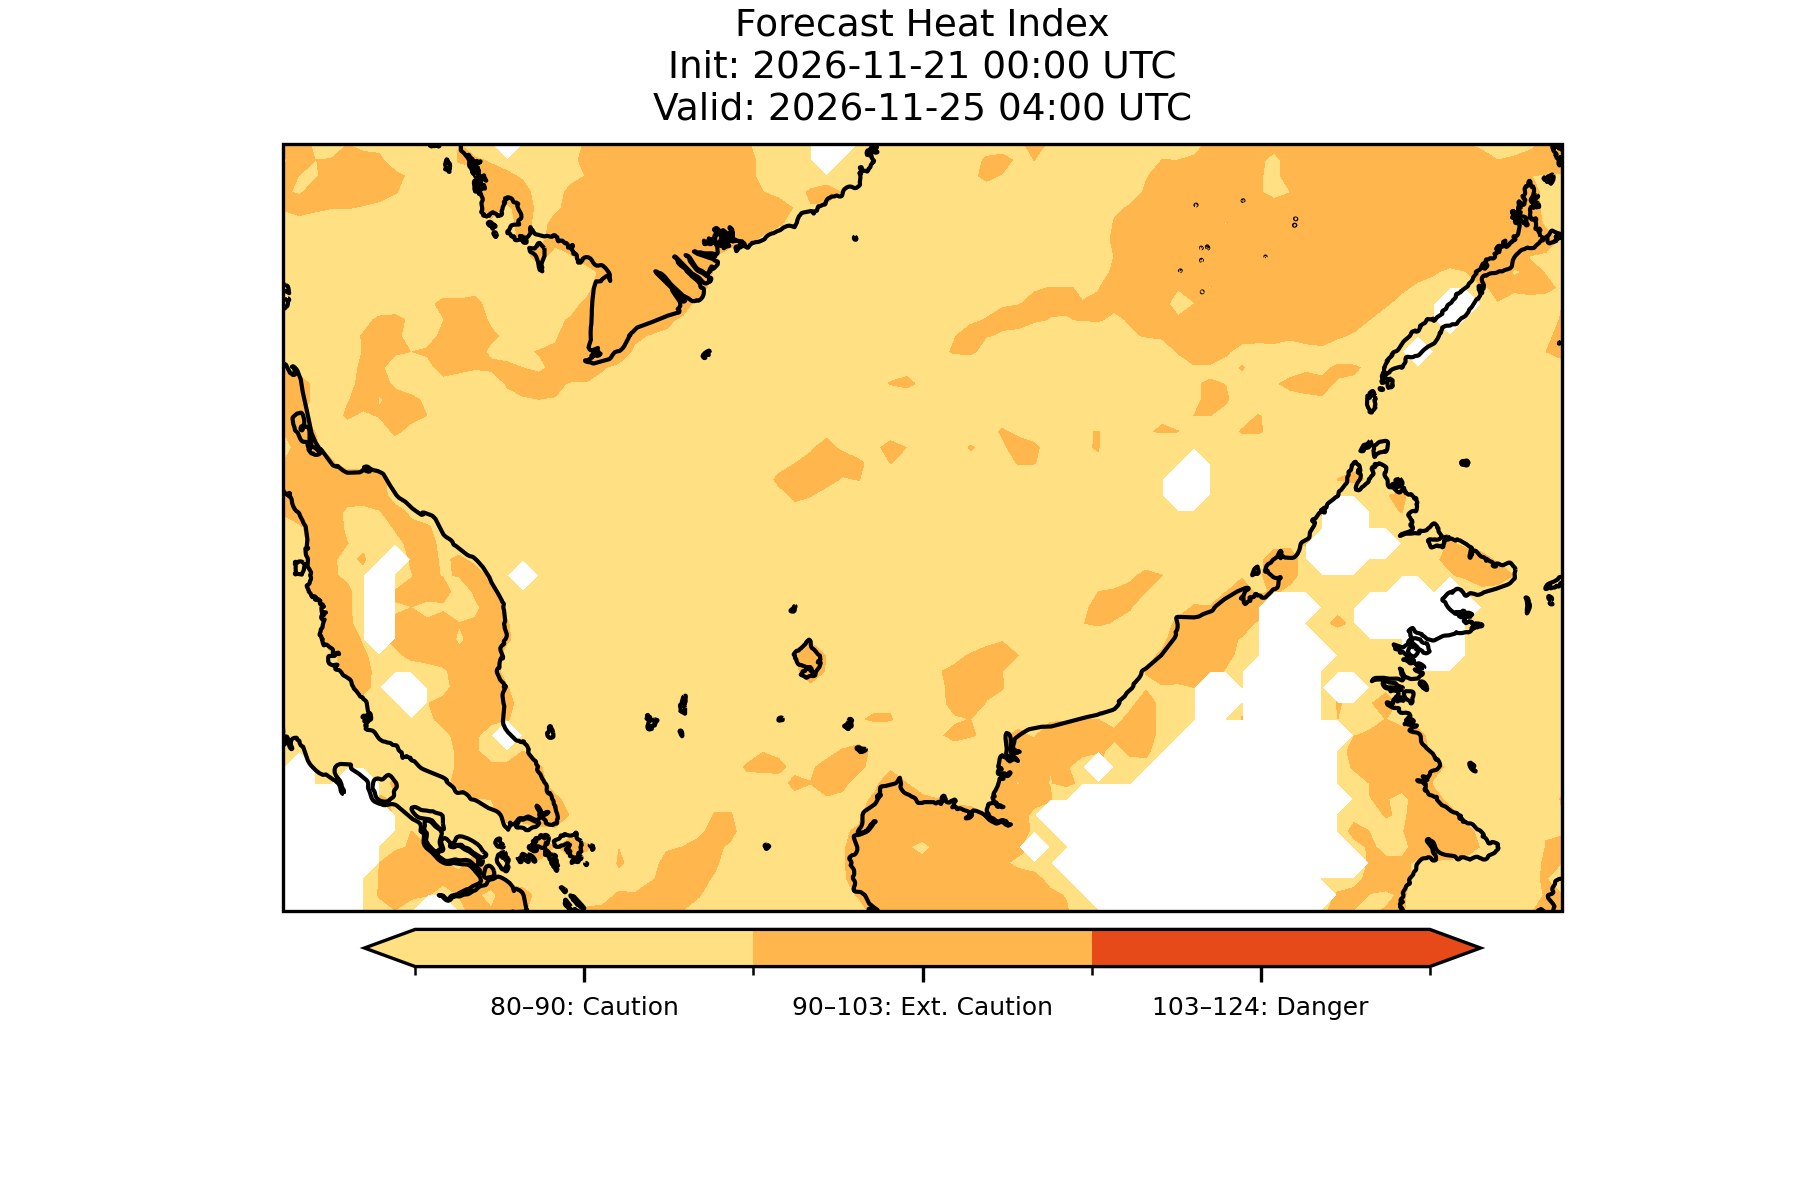 Forecast Heat Index
Init: 2026-11-21 00:00 UTC
Valid: 2026-11-25 04:00 UTC
80–90: Caution
90–103: Ext. Caution
103–124: Danger